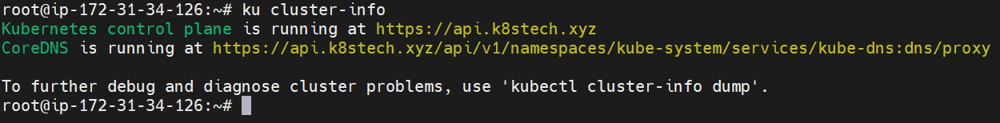 root@ip-172-31-34-126:~# ku cluster-info
Kubernetes control plane is running at https://api.k8stech.xyz
CoreDNS is running at https://api.k8stech.xyz/api/v1/namespaces/kube-system/services/kube-dns:dns/proxy

To further debug and diagnose cluster problems, use 'kubectl cluster-info dump'.
root@ip-172-31-34-126:~#